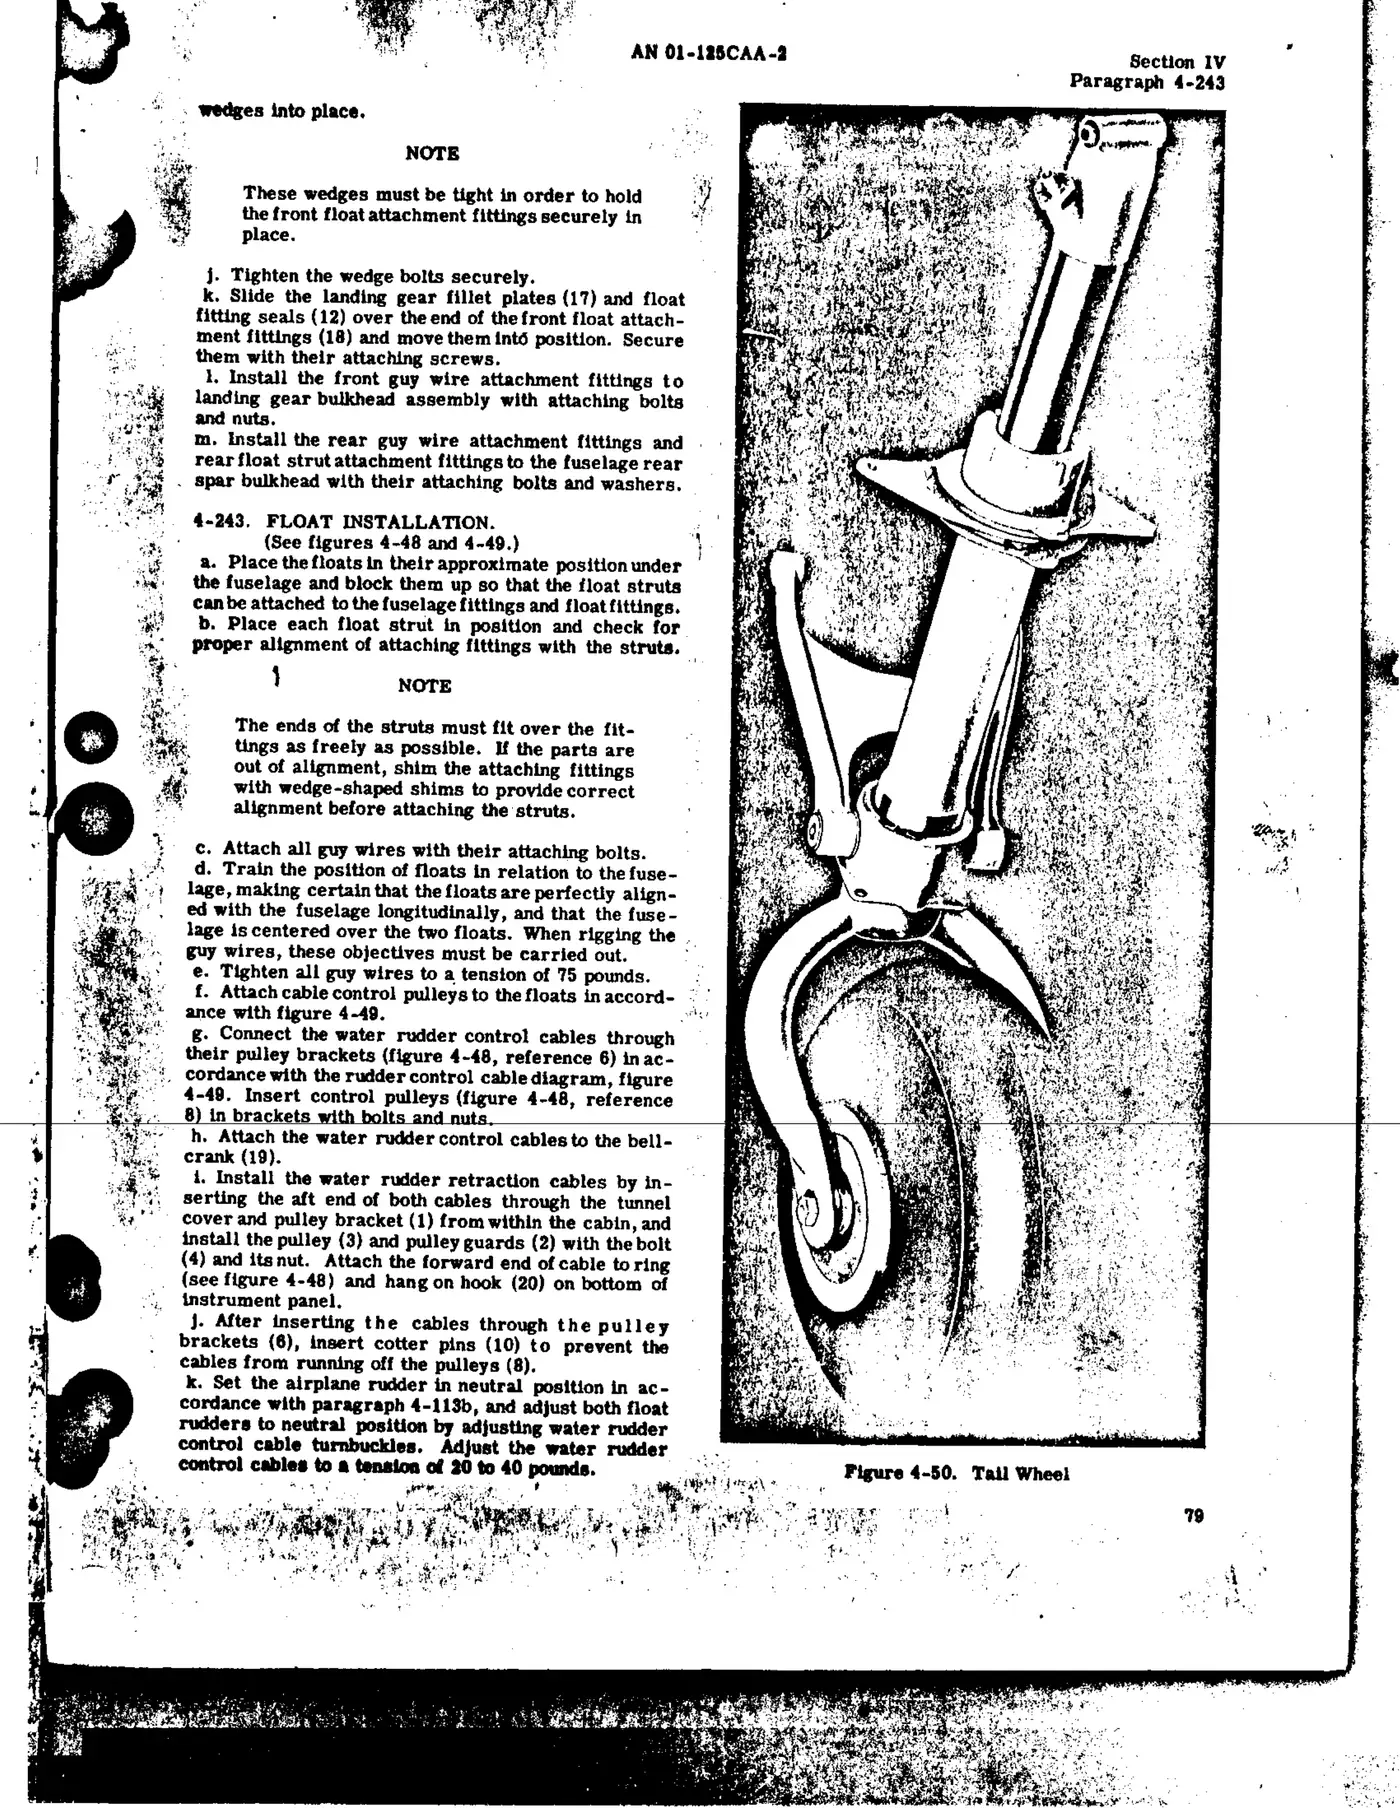 AN 01-125CAA-2
Section IV
Paragraph 4-243
wedges into place.
NOTE
These wedges must be tight in order to hold
the front float attachment fittings securely in
place.
j. Tighten the wedge bolts securely.
k. Slide the landing gear fillet plates (17) and float
fitting seals (12) over the end of the front float attach-
ment fittings (18) and move them into position. Secure
them with their attaching screws.
l. Install the front guy wire attachment fittings to
landing gear bulkhead assembly with attaching bolts
and nuts.
m. Install the rear guy wire attachment fittings and
rear float strut attachment fittings to the fuselage rear
spar bulkhead with their attaching bolts and washers.
4-243. FLOAT INSTALLATION.
(See figures 4-48 and 4-49.)
a. Place the floats in their approximate position under
the fuselage and block them up so that the float struts
can be attached to the fuselage fittings and float fittings.
b. Place each float strut in position and check for
proper alignment of attaching fittings with the struts.
NOTE
The ends of the struts must fit over the fit-
tings as freely as possible. If the parts are
out of alignment, shim the attaching fittings
with wedge-shaped shims to provide correct
alignment before attaching the struts.
c. Attach all guy wires with their attaching bolts.
d. Train the position of floats in relation to the fuse-
lage, making certain that the floats are perfectly align-
ed with the fuselage longitudinally, and that the fuse-
lage is centered over the two floats. When rigging the
guy wires, these objectives must be carried out.
e. Tighten all guy wires to a tension of 75 pounds.
f. Attach cable control pulleys to the floats in accord-
ance with figure 4-49.
g. Connect the water rudder control cables through
their pulley brackets (figure 4-48, reference 6) in ac-
cordance with the rudder control cable diagram, figure
4-49. Insert control pulleys (figure 4-48, reference
8) in brackets with bolts and nuts.
h. Attach the water rudder control cables to the bell-
crank (19).
i. Install the water rudder retraction cables by in-
serting the aft end of both cables through the tunnel
cover and pulley bracket (1) from within the cabin, and
install the pulley (3) and pulley guards (2) with the bolt
(4) and its nut. Attach the forward end of cable to ring
(see figure 4-48) and hang on hook (20) on bottom of
instrument panel.
j. After inserting the cables through the pulley
brackets (6), insert cotter pins (10) to prevent the
cables from running off the pulleys (8).
k. Set the airplane rudder in neutral position in ac-
cordance with paragraph 4-113b, and adjust both float
rudders to neutral position by adjusting water rudder
control cable turnbuckles. Adjust the water rudder
control cables to a tension of 20 to 40 pounds.
Figure 4-50. Tail Wheel
79